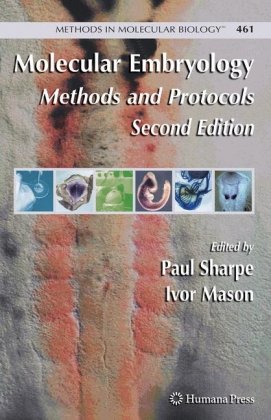 METHODS IN MOLECULAR BIOLOGY™ 461
Molecular Embryology
Methods and Protocols
Second Edition
Edited by
Paul Sharpe
Ivor Mason
Humana Press